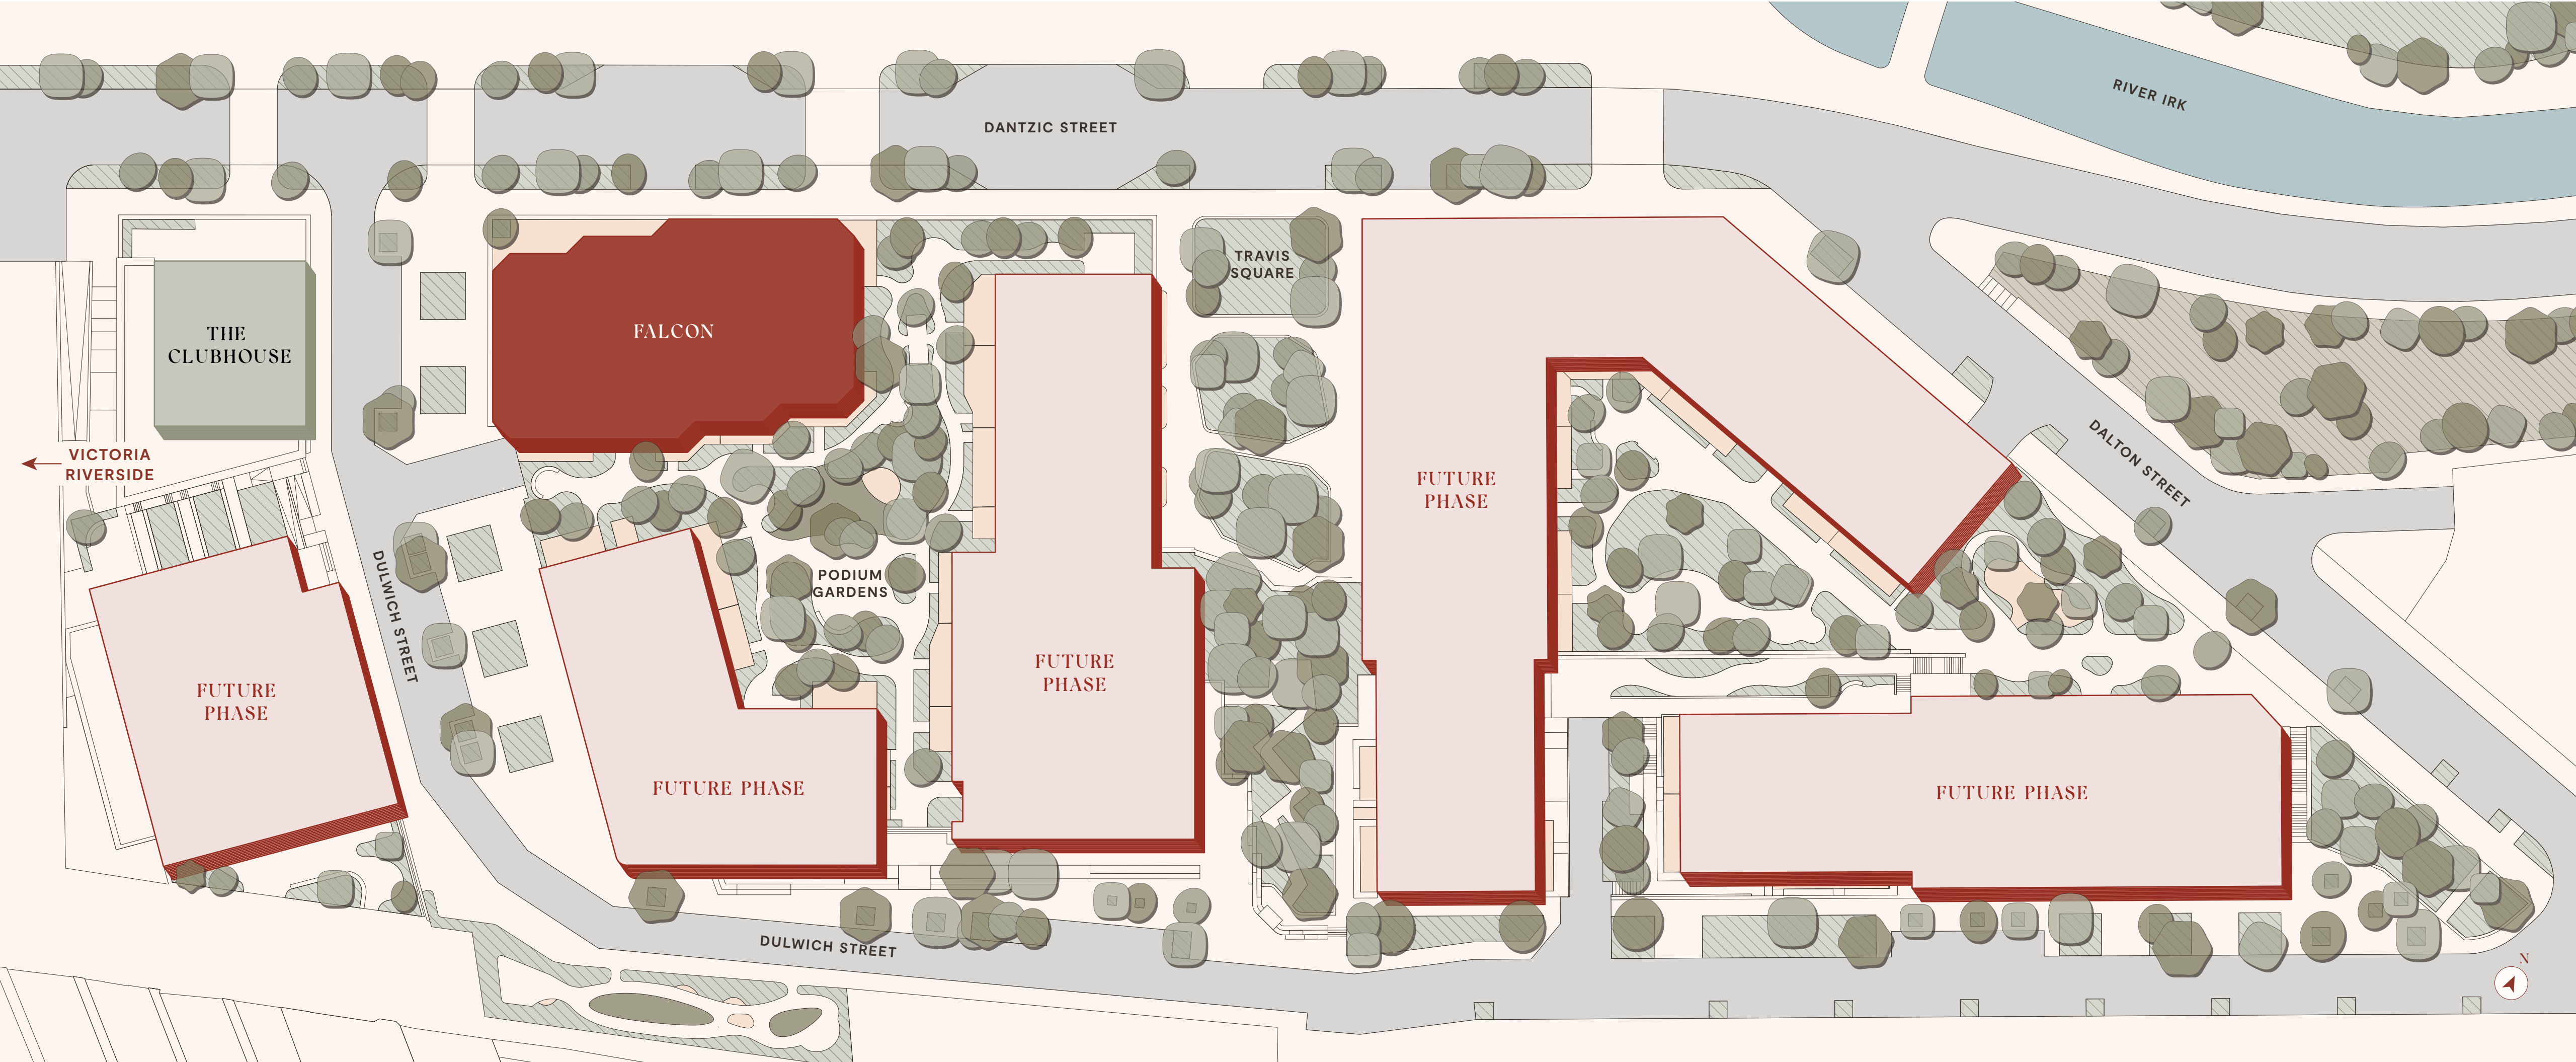 RIVER IRK
DANTZIC STREET
TRAVIS
SQUARE
FALCON
THE
CLUBHOUSE
VICTORIA
RIVERSIDE
FUTURE
PHASE
DALTON STREET
PODIUM
GARDENS
DULWICH STREET
FUTURE
PHASE
FUTURE
PHASE
FUTURE PHASE
FUTURE PHASE
DULWICH STREET
N